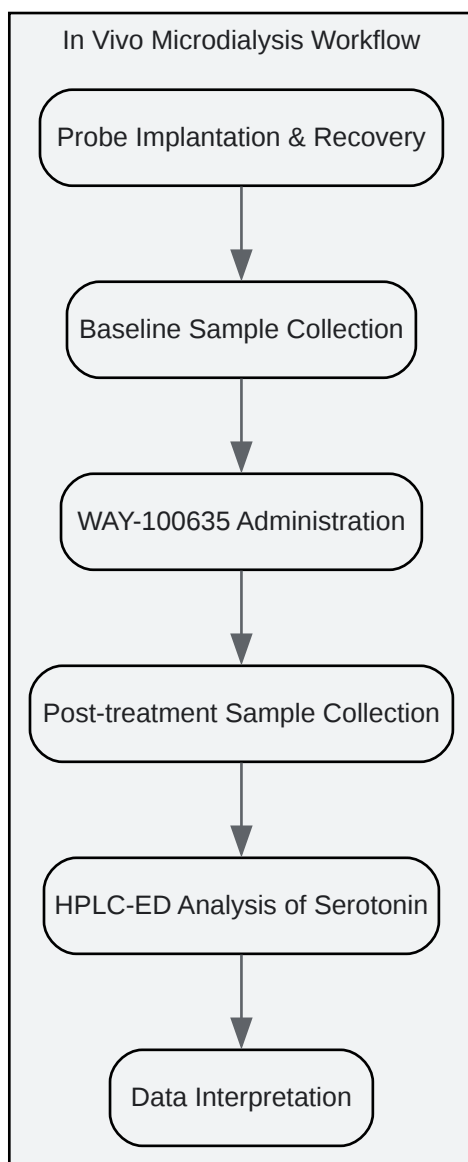 In Vivo Microdialysis Workflow
Probe Implantation & Recovery
Baseline Sample Collection
WAY-100635 Administration
Post-treatment Sample Collection
HPLC-ED Analysis of Serotonin
Data Interpretation